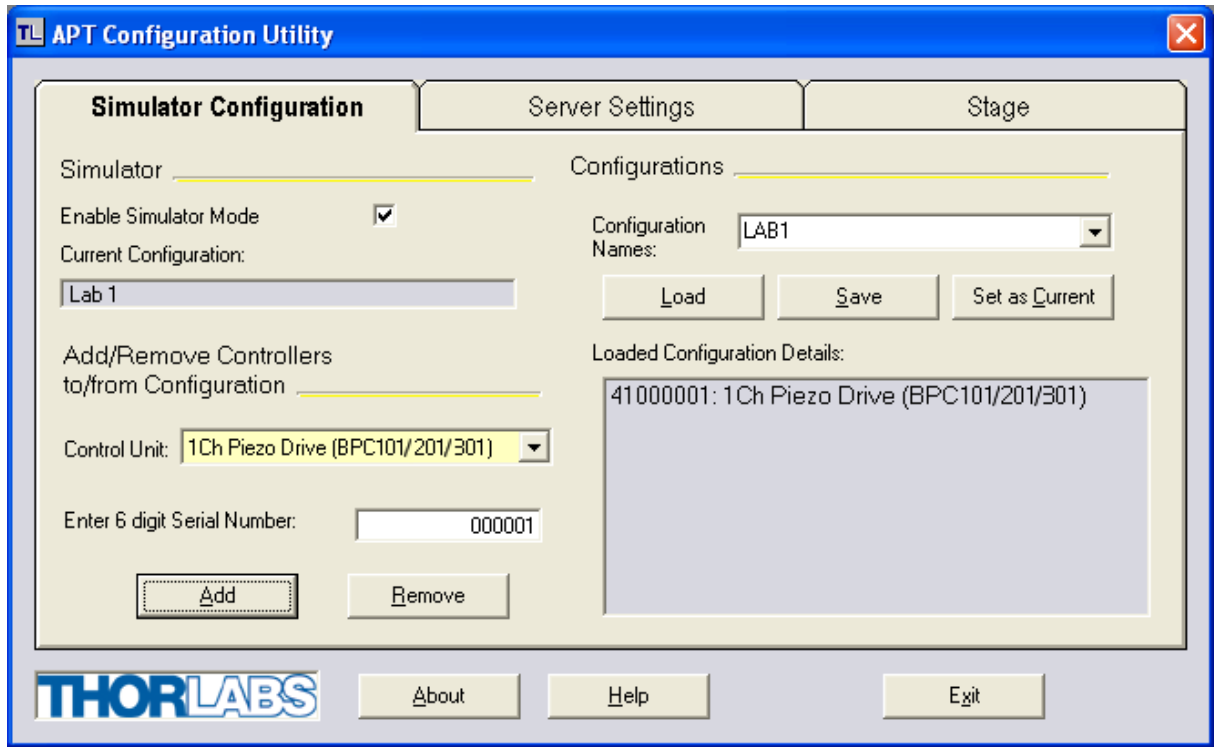 TL APT Configuration Utility
Simulator Configuration
Server Settings
Stage
Simulator
Enable Simulator Mode
Current Configuration:
Lab 1
Add/Remove Controllers
to/from Configuration
Control Unit: 1Ch Piezo Drive (BPC101/201/301)
Enter 6 digit Serial Number: 000001
Add
Remove
Configurations
Configuration
Names:
LAB1
Load
Save
Set as Current
Loaded Configuration Details:
41000001: 1Ch Piezo Drive (BPC101/201/301)
THORLABS
About
Help
Exit